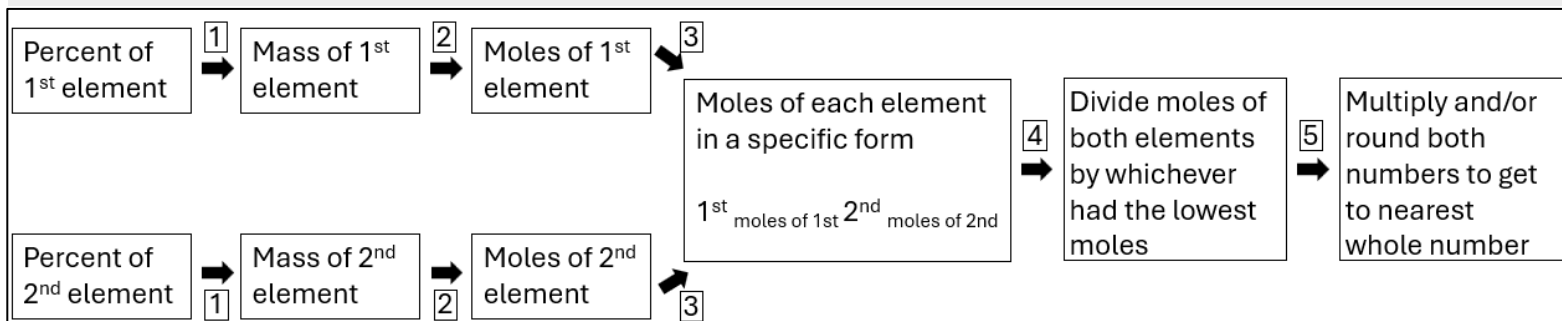 1
Percent of
1st element
Mass of 1st
element
2
Moles of 1st
element
3
Percent of
2nd element
1
Mass of 2nd
element
2
Moles of 2nd
element
3
Moles of each element
in a specific form
1st moles of 1st 2nd moles of 2nd
4
Divide moles of
both elements
by whichever
had the lowest
moles
5
Multiply and/or
round both
numbers to get
to nearest
whole number